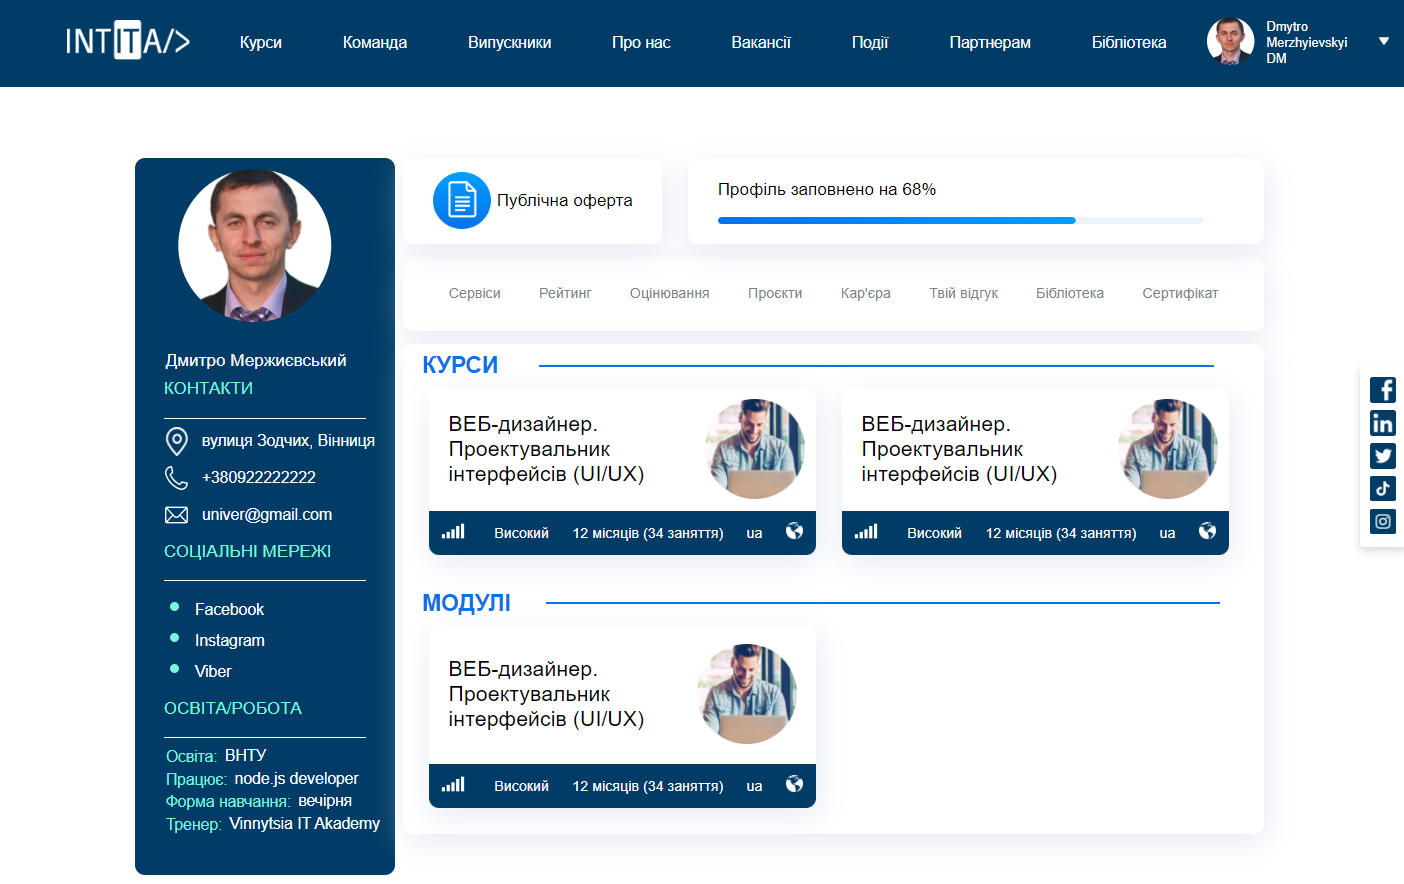 INTITA/>
Курси
Команда
Випускники
Про нас
Вакансії
Події
Партнерам
Бібліотека
Dmytro
Merzhyievskyi
DM
Дмитро Мержиєвський
КОНТАКТИ
вулиця Зодчих, Вінниця
+380922222222
univer@gmail.com
СОЦІАЛЬНІ МЕРЕЖІ
Facebook
Instagram
Viber
ОСВІТА/РОБОТА
Освіта: ВНТУ
Працює: node.js developer
Форма навчання: вечірня
Тренер: Vinnytsia IT Akademy
Публічна оферта
Профіль заповнено на 68%
Сервіси
Рейтинг
Оцінювання
Проєкти
Кар'єра
Твій відгук
Бібліотека
Сертифікат
КУРСИ
ВЕБ-дизайнер.
Проектувальник
інтерфейсів (UI/UX)
Високий 12 місяців (34 заняття) ua
ВЕБ-дизайнер.
Проектувальник
інтерфейсів (UI/UX)
Високий 12 місяців (34 заняття) ua
МОДУЛІ
ВЕБ-дизайнер.
Проектувальник
інтерфейсів (UI/UX)
Високий 12 місяців (34 заняття) ua